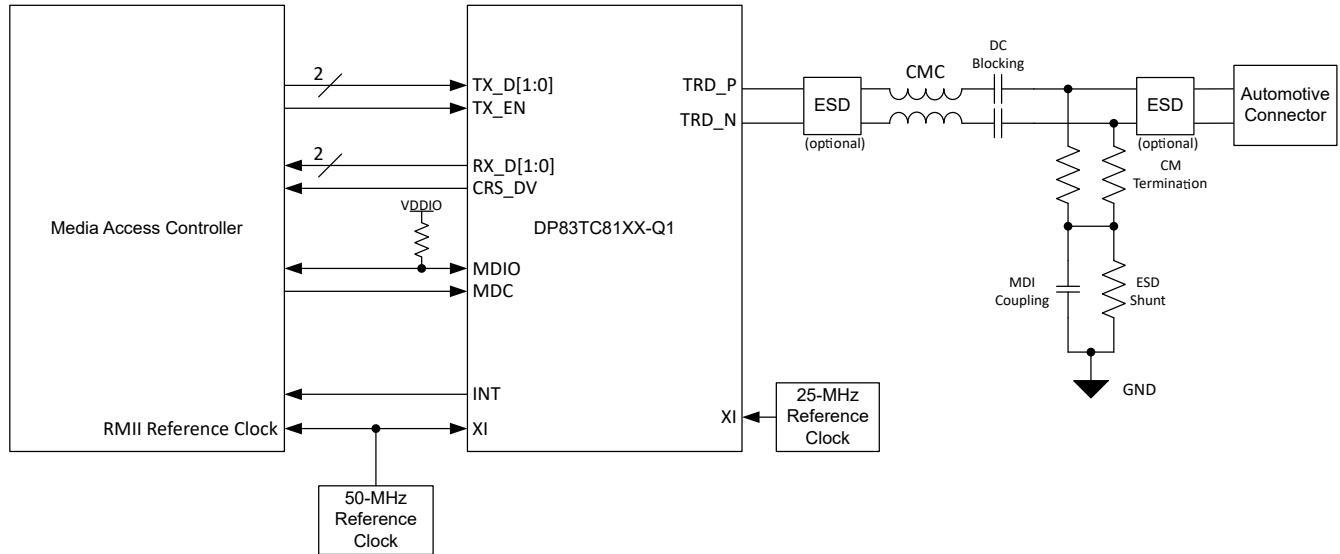 Media Access Controller
RMII Reference Clock
2
2
VDDIO
50-MHz
Reference
Clock
TX_D[1:0]
TX_EN
RX_D[1:0]
CRS_DV
MDIO
MDC
INT
XI
DP83TC81XX-Q1
TRD_P
TRD_N
XI
25-MHz
Reference
Clock
ESD
(optional)
CMC
DC
Blocking
ESD
(optional)
Automotive
Connector
CM
Termination
MDI
Coupling
ESD
Shunt
GND